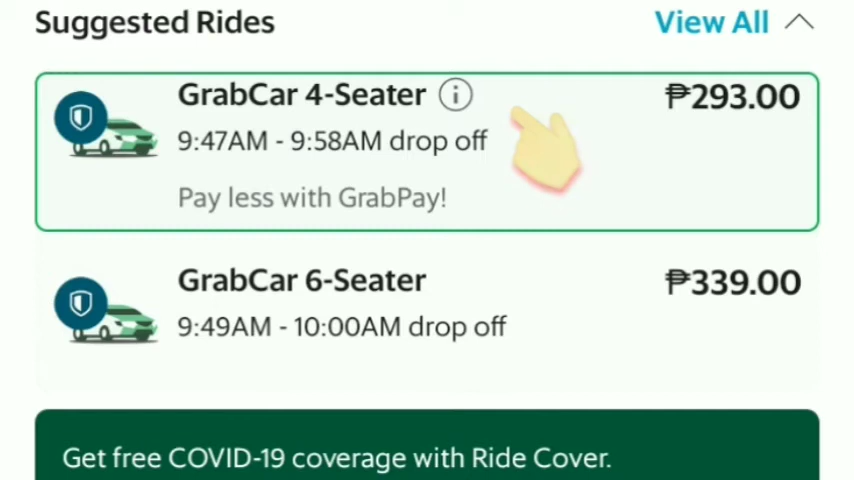 Suggested Rides View All
GrabCar 4-Seater i ₱293.00
9:47AM - 9:58AM drop off
Pay less with GrabPay!
GrabCar 6-Seater ₱339.00
9:49AM - 10:00AM drop off
Get free COVID-19 coverage with Ride Cover.